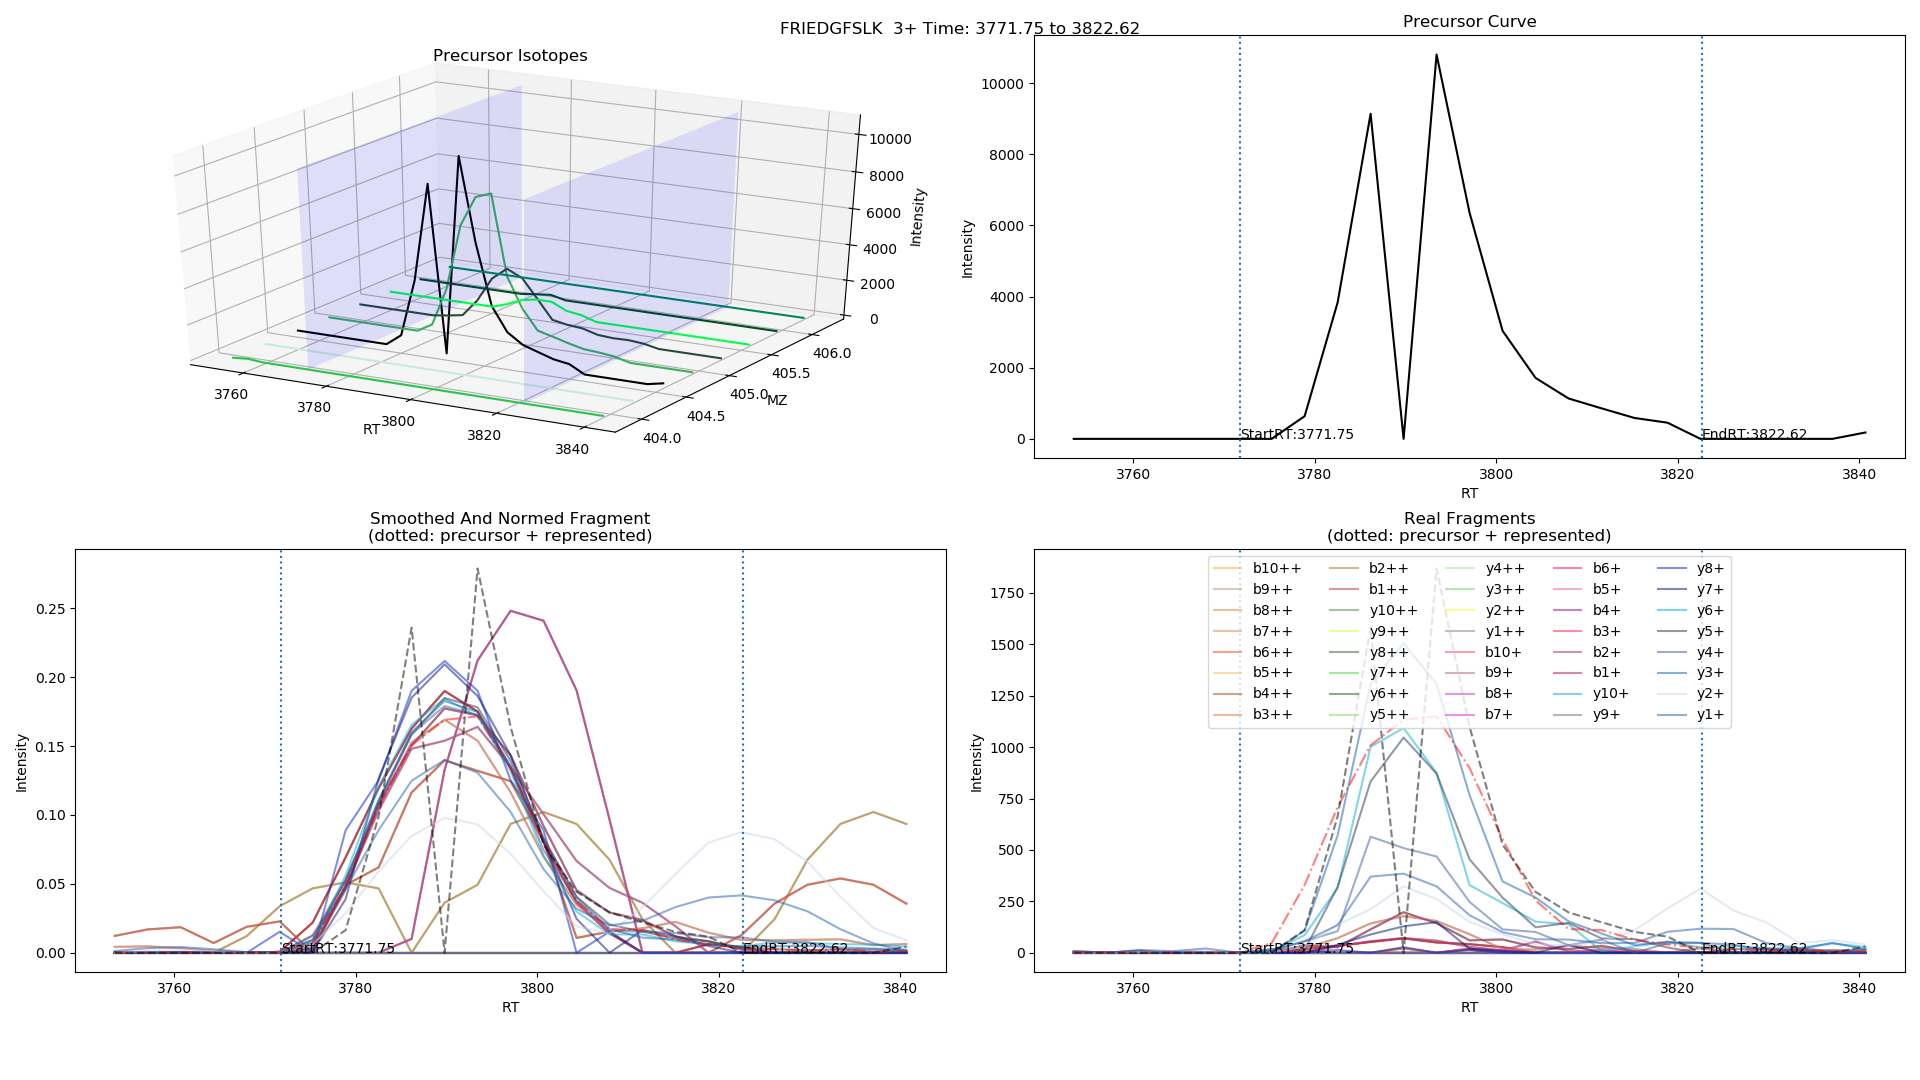 FRIEDGFSLK  3+ Time: 3771.75 to 3822.62
Precursor Isotopes
10000
8000
6000
4000
2000
0
Intensity
3760
3780
3800
3820
3840
RT
404.0
404.5
405.0
405.5
406.0
MZ
Precursor Curve
10000
8000
6000
4000
2000
0
Intensity
StartRT:3771.75
EndRT:3822.62
3760
3780
3800
3820
3840
RT
Smoothed And Normed Fragment
(dotted: precursor + represented)
0.25
0.20
0.15
0.10
0.05
0.00
Intensity
StartRT:3771.75
EndRT:3822.62
3760
3780
3800
3820
3840
RT
Real Fragments
(dotted: precursor + represented)
1750
1500
1250
1000
750
500
250
0
Intensity
b10++
b9++
b8++
b7++
b6++
b5++
b4++
b3++
b2++
b1++
y10++
y9++
y8++
y7++
y6++
y5++
y4++
y3++
y2++
y1++
b10+
b9+
b8+
b7+
b6+
b5+
b4+
b3+
b2+
b1+
y10+
y9+
y8+
y7+
y6+
y5+
y4+
y3+
y2+
y1+
StartRT:3771.75
EndRT:3822.62
3760
3780
3800
3820
3840
RT